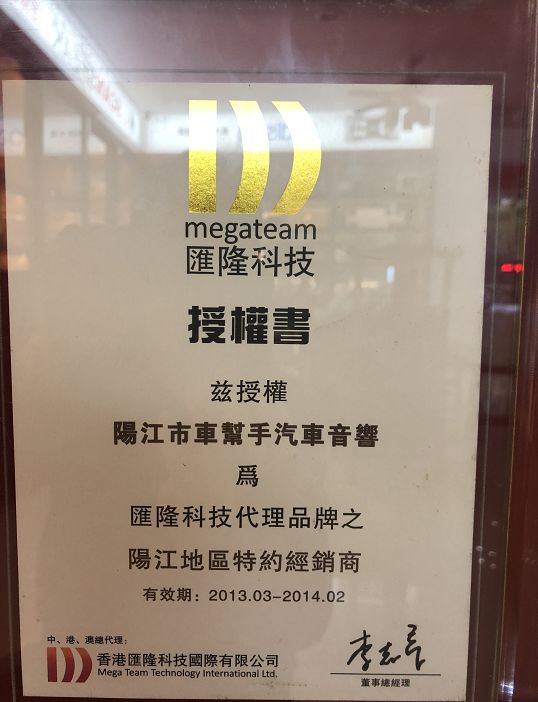 megateam
匯隆科技
授權書
兹授權
陽江市車幫手汽車音響
爲
匯隆科技代理品牌之
陽江地區特約經銷商
有效期：2013.03-2014.02
中、港、澳總代理：
香港匯隆科技國際有限公司
Mega Team Technology International Ltd.
董事總經理